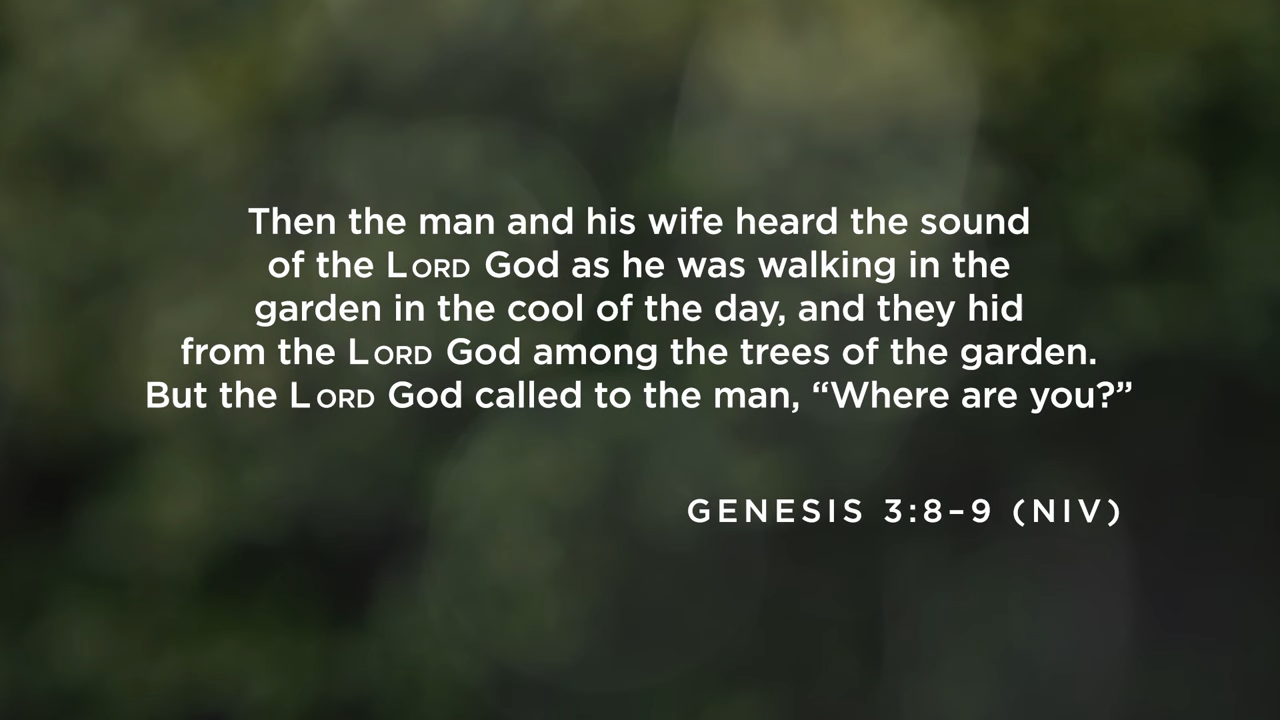 Then the man and his wife heard the sound
of the LORD God as he was walking in the
garden in the cool of the day, and they hid
from the LORD God among the trees of the garden.
But the LORD God called to the man, “Where are you?”
GENESIS 3:8–9 (NIV)